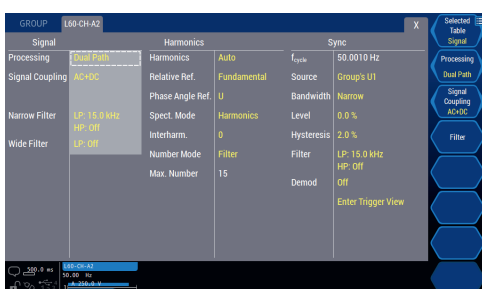 GROUP L60-CH-A2 X
Signal Harmonics Sync
Processing Dual Path Harmonics Auto fcycle 50.0010 Hz
Signal Coupling AC+DC Relative Ref. Fundamental Source Group's U1
Phase Angle Ref. U Bandwidth Narrow
Narrow Filter LP: 15.0 kHz Spect. Mode Harmonics Level 0.0 %
HP: Off Interharm. 0 Hysteresis 2.0 %
Wide Filter LP: Off Number Mode Filter Filter LP: 15.0 kHz
HP: Off
Max. Number 15 Demod Off
Enter Trigger View
Selected
Table
Signal
Processing
Dual Path
Signal
Coupling
AC+DC
Filter
500.0 ms L60-CH-A2
50.00 Hz
A 250.0 V